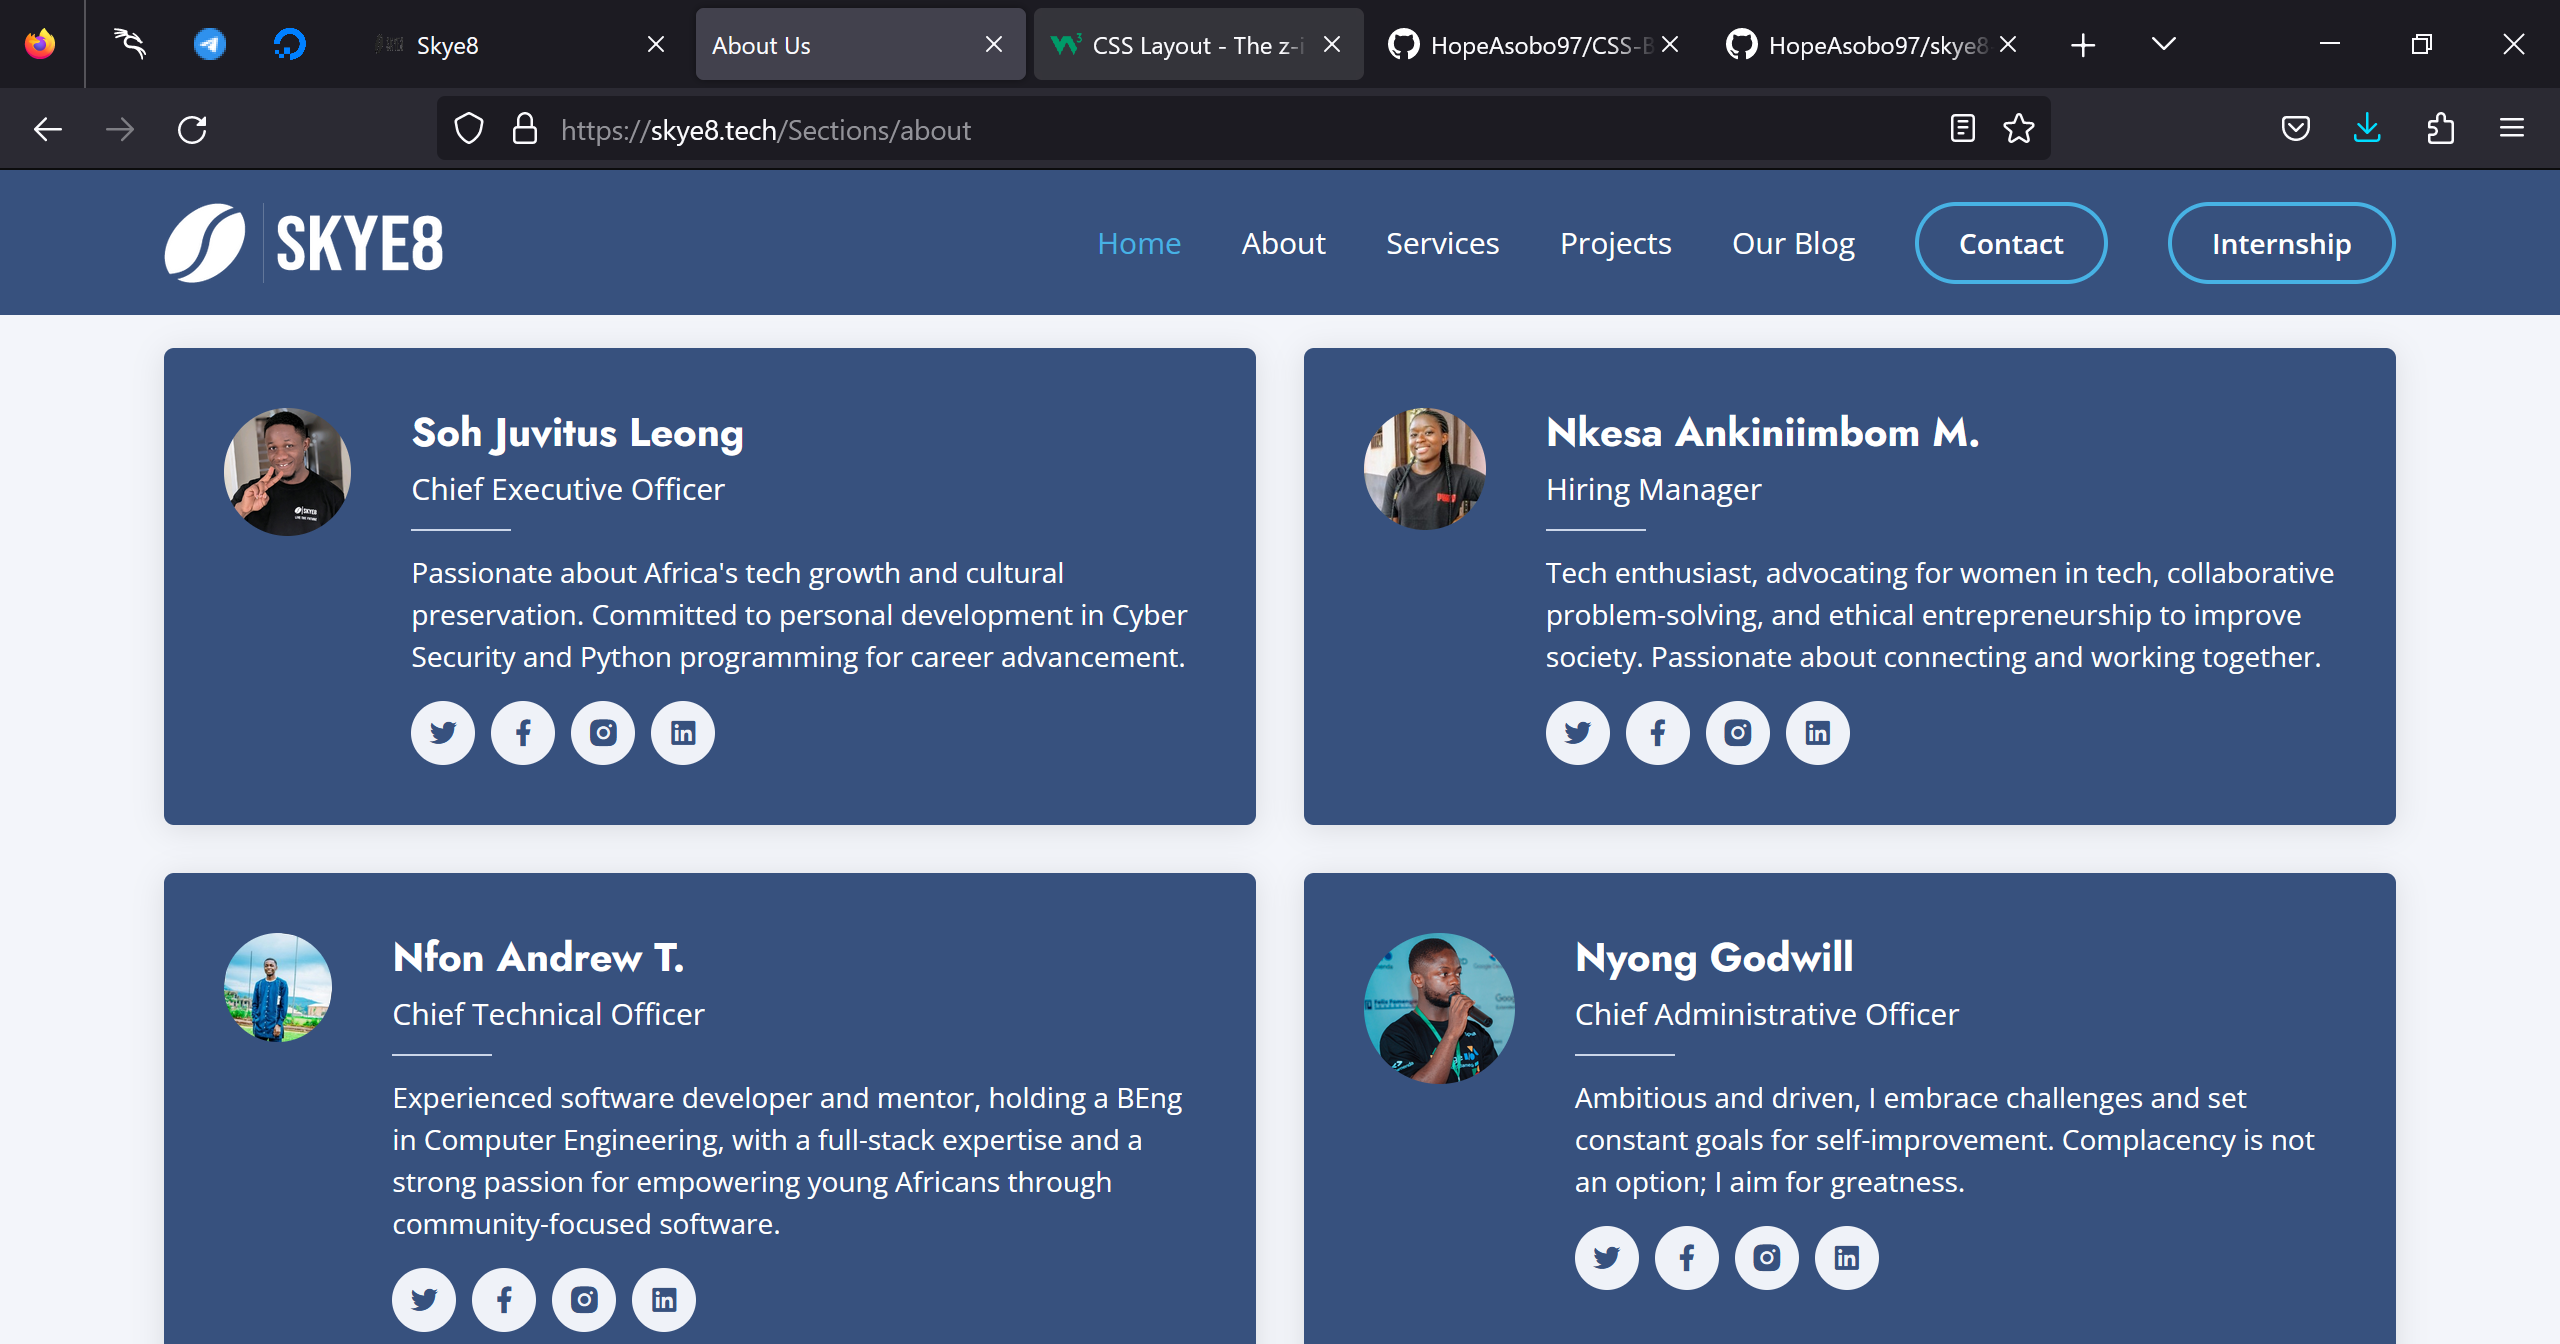 Skye8
About Us
CSS Layout - The z-i
HopeAsobo97/CSS-B
HopeAsobo97/skye8
https://skye8.tech/Sections/about
SKYE8
Home
About
Services
Projects
Our Blog
Contact
Internship
Soh Juvitus Leong
Chief Executive Officer
Passionate about Africa's tech growth and cultural
preservation. Committed to personal development in Cyber
Security and Python programming for career advancement.
Nkesa Ankiniimbom M.
Hiring Manager
Tech enthusiast, advocating for women in tech, collaborative
problem-solving, and ethical entrepreneurship to improve
society. Passionate about connecting and working together.
Nfon Andrew T.
Chief Technical Officer
Experienced software developer and mentor, holding a BEng
in Computer Engineering, with a full-stack expertise and a
strong passion for empowering young Africans through
community-focused software.
Nyong Godwill
Chief Administrative Officer
Ambitious and driven, I embrace challenges and set
constant goals for self-improvement. Complacency is not
an option; I aim for greatness.